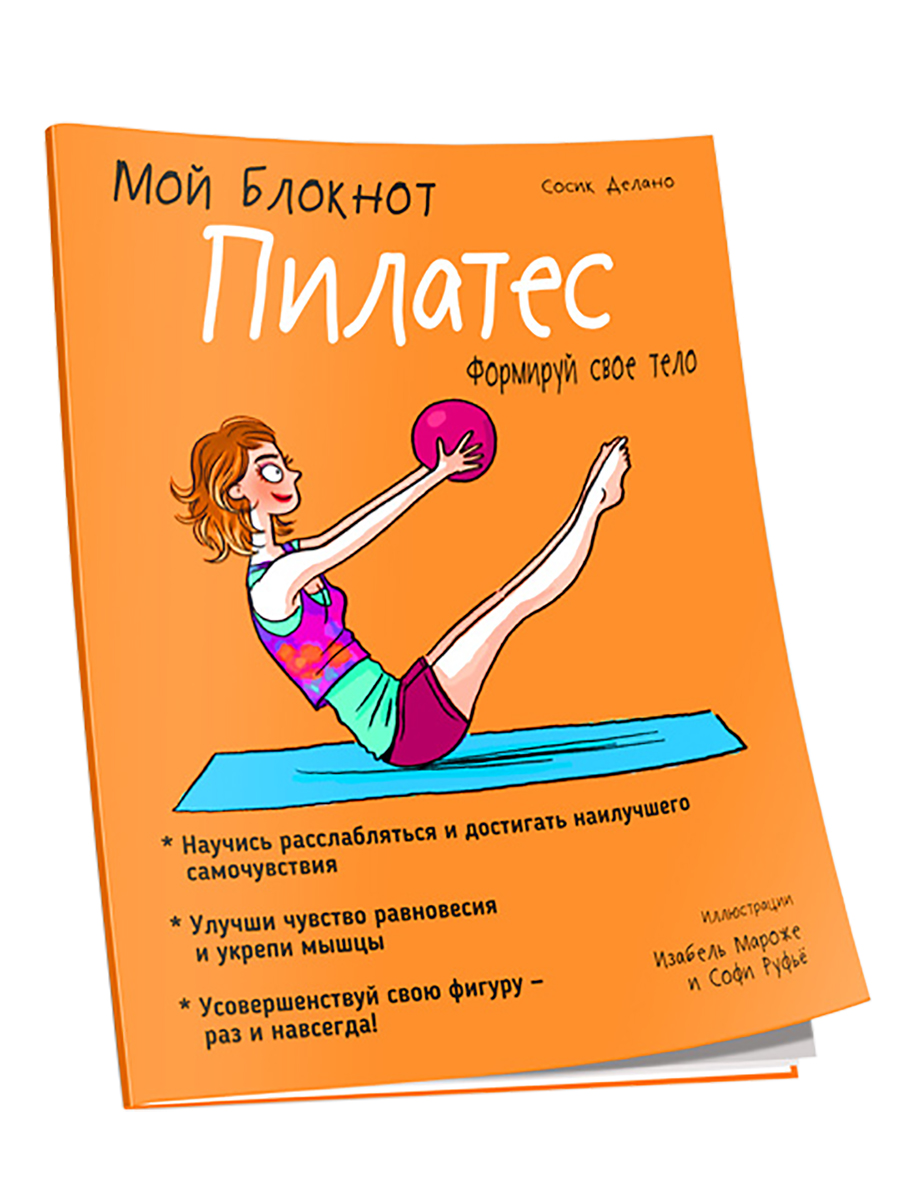 Мой Блокнот
Сосик Делано
Пилатес
Формируй свое тело
* Научись расслабляться и достигать наилучшего
самочувствия
* Улучши чувство равновесия
и укрепи мышцы
* Усовершенствуй свою фигуру –
раз и навсегда!
Иллюстрации
Изабель Мароже
и Софи Руфьё